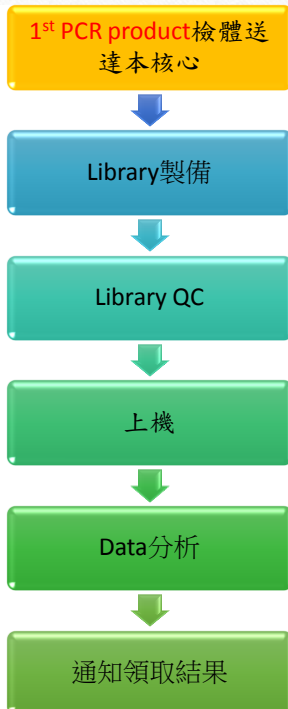 1st PCR product檢體送
達本核心
Library製備
Library QC
上機
Data分析
通知領取結果